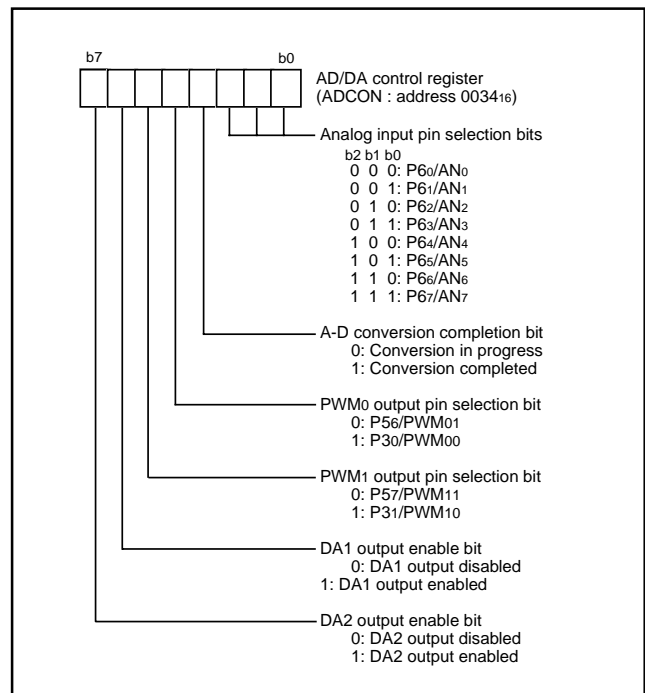 b7 b0
AD/DA control register
(ADCON : address 003416)
Analog input pin selection bits
b2 b1 b0
0 0 0: P60/AN0
0 0 1: P61/AN1
0 1 0: P62/AN2
0 1 1: P63/AN3
1 0 0: P64/AN4
1 0 1: P65/AN5
1 1 0: P66/AN6
1 1 1: P67/AN7
A-D conversion completion bit
0: Conversion in progress
1: Conversion completed
PWM0 output pin selection bit
0: P56/PWM01
1: P30/PWM00
PWM1 output pin selection bit
0: P57/PWM11
1: P31/PWM10
DA1 output enable bit
0: DA1 output disabled
1: DA1 output enabled
DA2 output enable bit
0: DA2 output disabled
1: DA2 output enabled